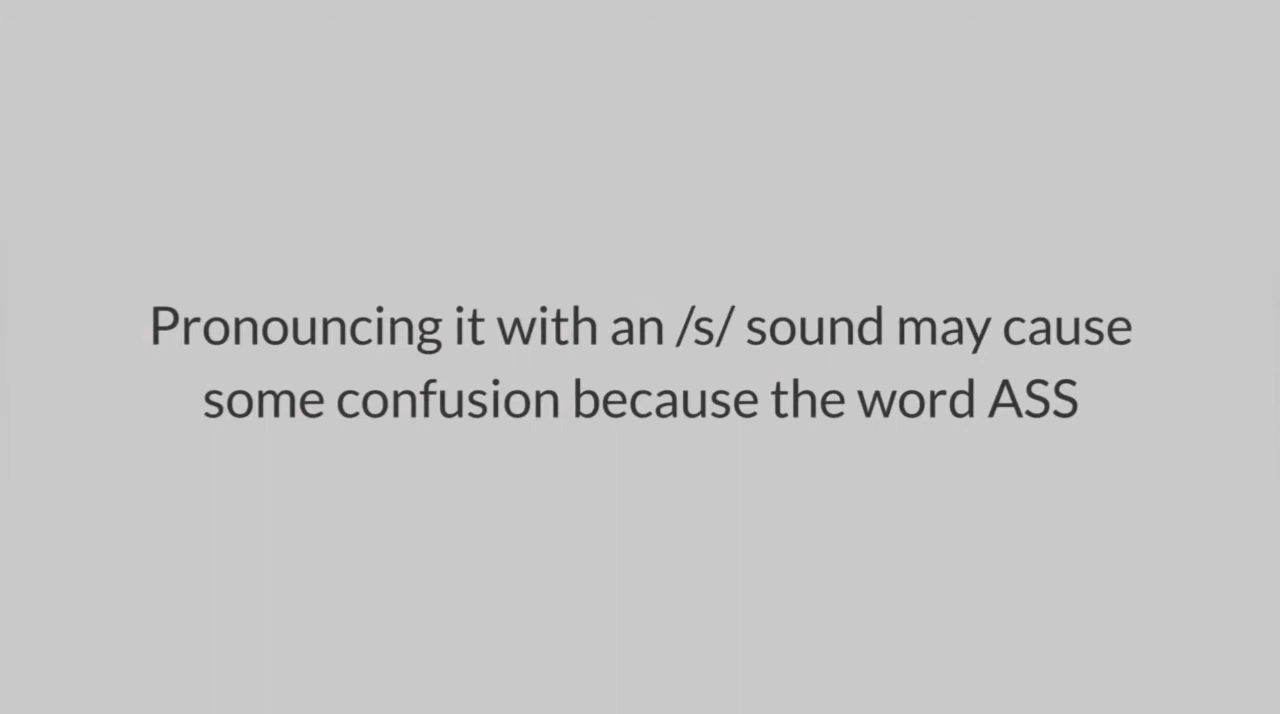 Pronouncing it with an /s/ sound may cause
some confusion because the word ASS